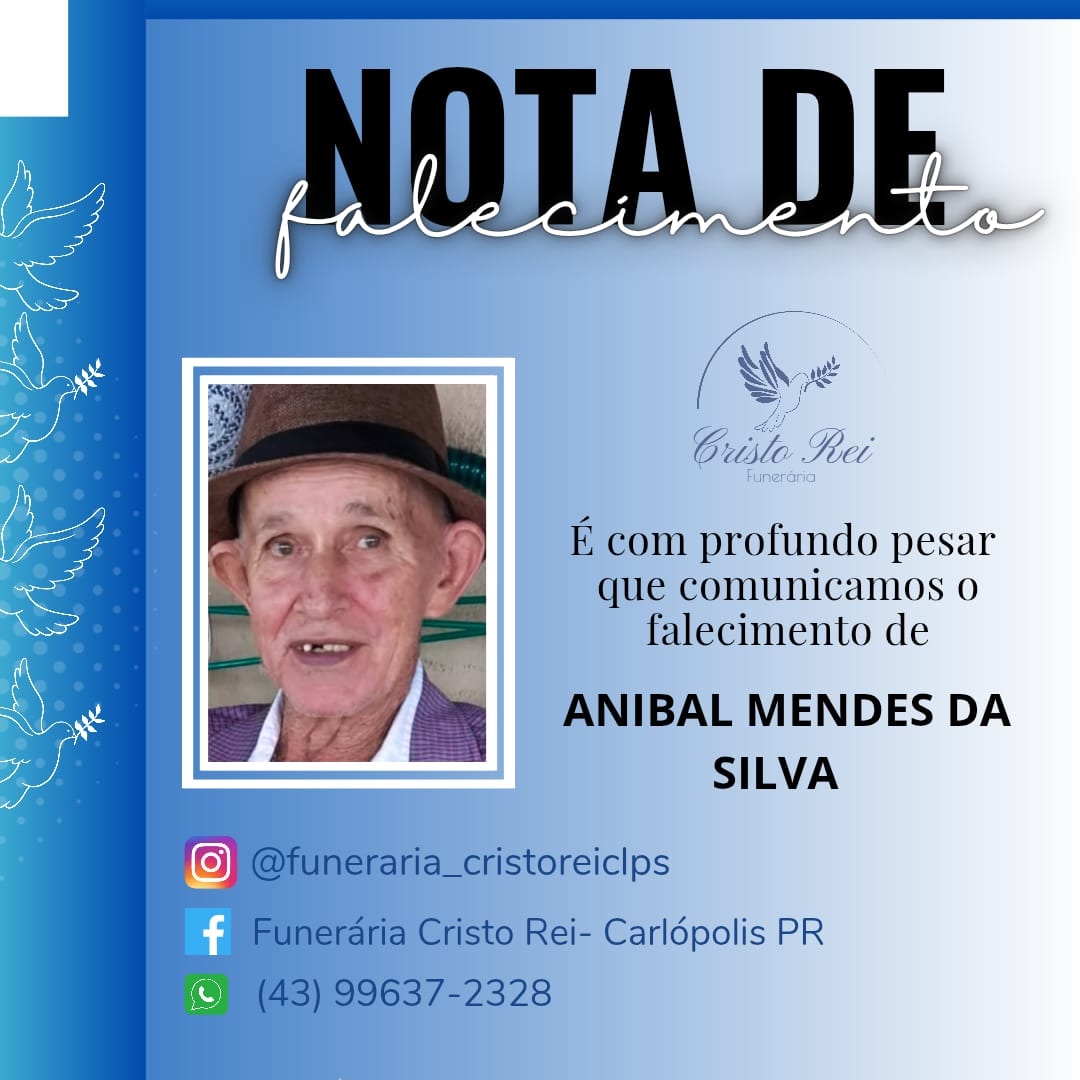 NOTA DE
falecimento
Cristo Rei
Funerária
É com profundo pesar
que comunicamos o
falecimento de
ANIBAL MENDES DA
SILVA
@funeraria_cristoreiclps
Funerária Cristo Rei- Carlópolis PR
(43) 99637-2328